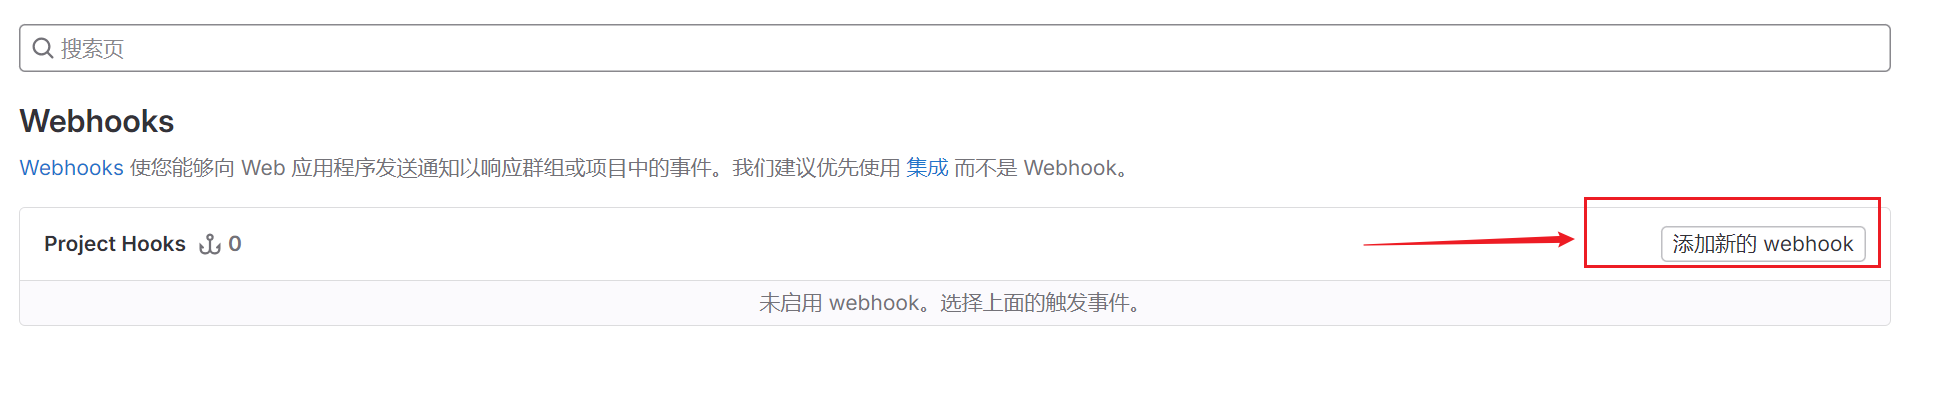 搜索页
Webhooks
Webhooks 使您能够向 Web 应用程序发送通知以响应群组或项目中的事件。我们建议优先使用 集成 而不是 Webhook。
Project Hooks 0 添加新的 webhook
未启用 webhook。选择上面的触发事件。